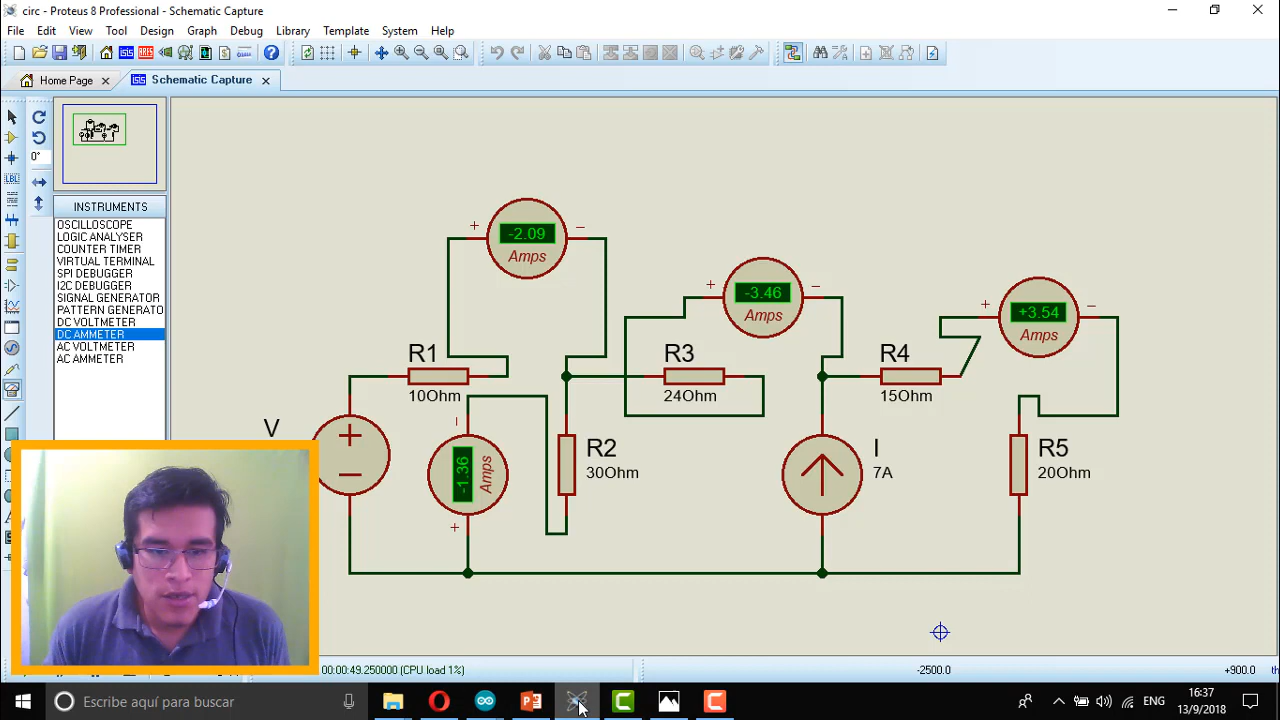 circ - Proteus 8 Professional - Schematic Capture
File Edit View Tool Design Graph Debug Library Template System Help
Home Page
Schematic Capture
LBL
0°
INSTRUMENTS
OSCILLOSCOPE
LOGIC ANALYSER
COUNTER TIMER
VIRTUAL TERMINAL
SPI DEBUGGER
I2C DEBUGGER
SIGNAL GENERATOR
PATTERN GENERATO
DC VOLTMETER
DC AMMETER
AC VOLTMETER
AC AMMETER
-2.09
Amps
-3.46
Amps
+3.54
Amps
R1
10Ohm
R3
24Ohm
R4
15Ohm
V
-1.36
Amps
R2
30Ohm
I
7A
R5
20Ohm
00:00:49.250000 (CPU load 1%)
-2500.0
+900.0
th
Escribe aquí para buscar
ENG
16:37
13/9/2018